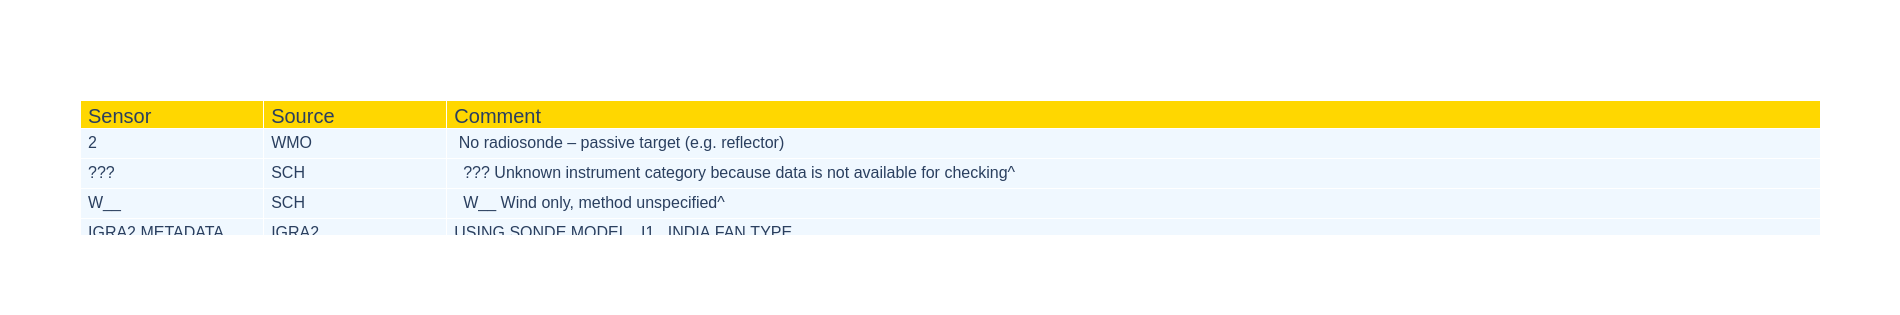 Sensor Source Comment
2 WMO No radiosonde – passive target (e.g. reflector)
??? SCH ??? Unknown instrument category because data is not available for checking^
W__ SCH W__ Wind only, method unspecified^
IGRA2 METADATA IGRA2 USING SONDE MODEL J1 INDIA FAN TYPE